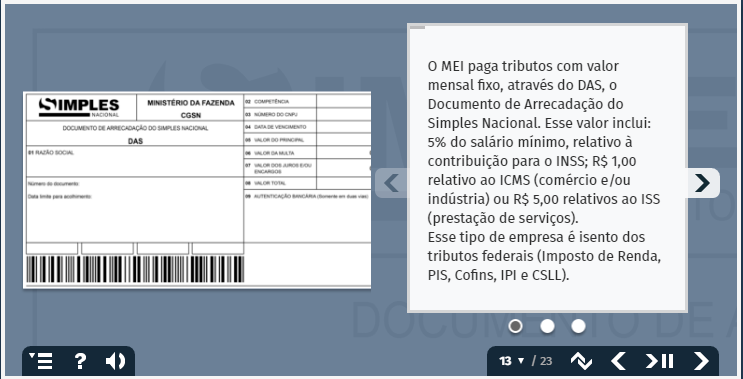 SIMPLES
NACIONAL
MINISTÉRIO DA FAZENDA
CGSN
DOCUMENTO DE ARRECADAÇÃO DO SIMPLES NACIONAL
DAS
01 RAZÃO SOCIAL
Número do documento:
Data limite para acolhimento:
02 COMPETÊNCIA
03 NÚMERO DO CNPJ
04 DATA DE VENCIMENTO
05 VALOR DO PRINCIPAL
06 VALOR DA MULTA
07 VALOR DOS JUROS E/OU
ENCARGOS
08 VALOR TOTAL
09 AUTENTICAÇÃO BANCÁRIA (Somente em duas vias)
O MEI paga tributos com valor
mensal fixo, através do DAS, o
Documento de Arrecadação do
Simples Nacional. Esse valor inclui:
5% do salário mínimo, relativo à
contribuição para o INSS; R$ 1,00
relativo ao ICMS (comércio e/ou
indústria) ou R$ 5,00 relativos ao ISS
(prestação de serviços).
Esse tipo de empresa é isento dos
tributos federais (Imposto de Renda,
PIS, Cofins, IPI e CSLL).
DOCUMENTO DE A
?
13 / 23